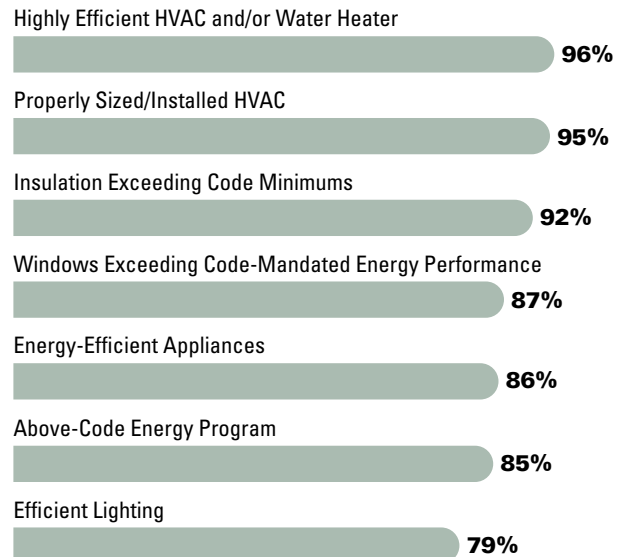 Highly Efficient HVAC and/or Water Heater
96%
Properly Sized/Installed HVAC
95%
Insulation Exceeding Code Minimums
92%
Windows Exceeding Code-Mandated Energy Performance
87%
Energy-Efficient Appliances
86%
Above-Code Energy Program
85%
Efficient Lighting
79%